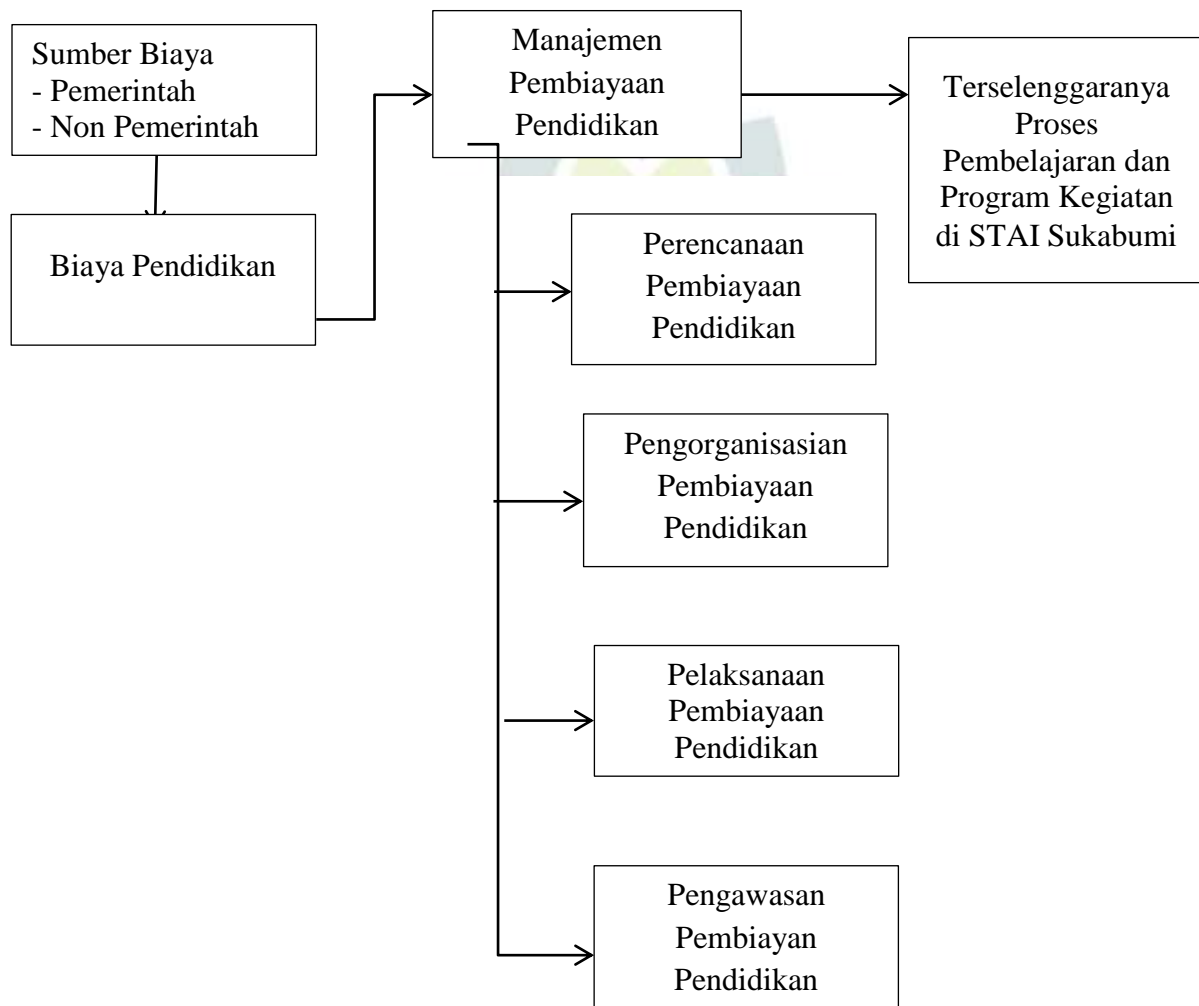 Sumber Biaya
- Pemerintah
- Non Pemerintah
Biaya Pendidikan
Manajemen
Pembiayaan
Pendidikan
Terselenggaranya
Proses
Pembelajaran dan
Program Kegiatan
di STAI Sukabumi
Perencanaan
Pembiayaan
Pendidikan
Pengorganisasian
Pembiayaan
Pendidikan
Pelaksanaan
Pembiayaan
Pendidikan
Pengawasan
Pembiayan
Pendidikan